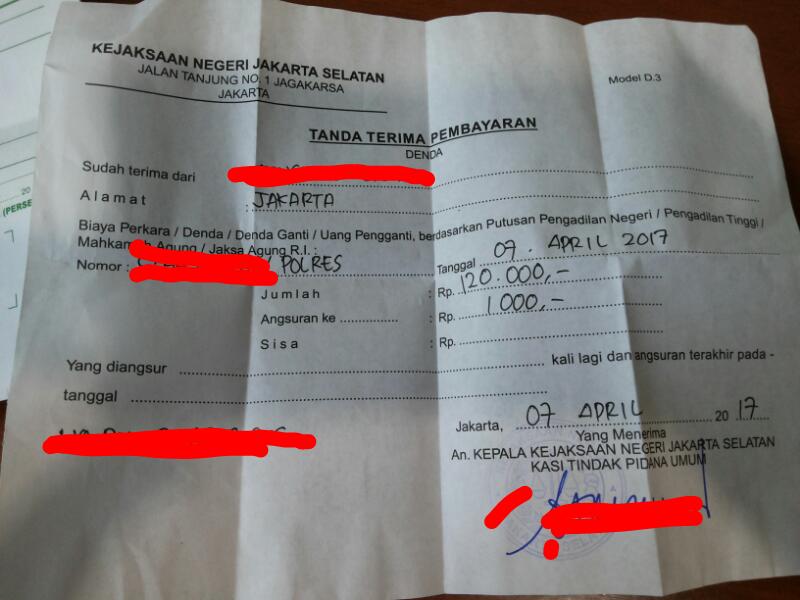 KEJAKSAAN NEGERI JAKARTA SELATAN
JALAN TANJUNG NO. 1 JAGAKARSA
JAKARTA
Model D.3
TANDA TERIMA PEMBAYARAN
DENDA
Sudah terima dari
Alamat : JAKARTA
Biaya Perkara / Denda / Denda Ganti / Uang Pengganti, berdasarkan Putusan Pengadilan Negeri / Pengadilan Tinggi /
Mahkamah Agung / Jaksa Agung R.I. : Tanggal 07. APRIL 2017
Nomor : / POLRES
Jumlah : Rp. 120.000,-
Angsuran ke : Rp. 1000,-
Sisa : Rp.
Yang diangsur kali lagi dan angsuran terakhir pada -
tanggal
Jakarta, 07 APRIL 2017
Yang Menerima
An. KEPALA KEJAKSAAN NEGERI JAKARTA SELATAN
KASI TINDAK PIDANA UMUM
20
(PERSE